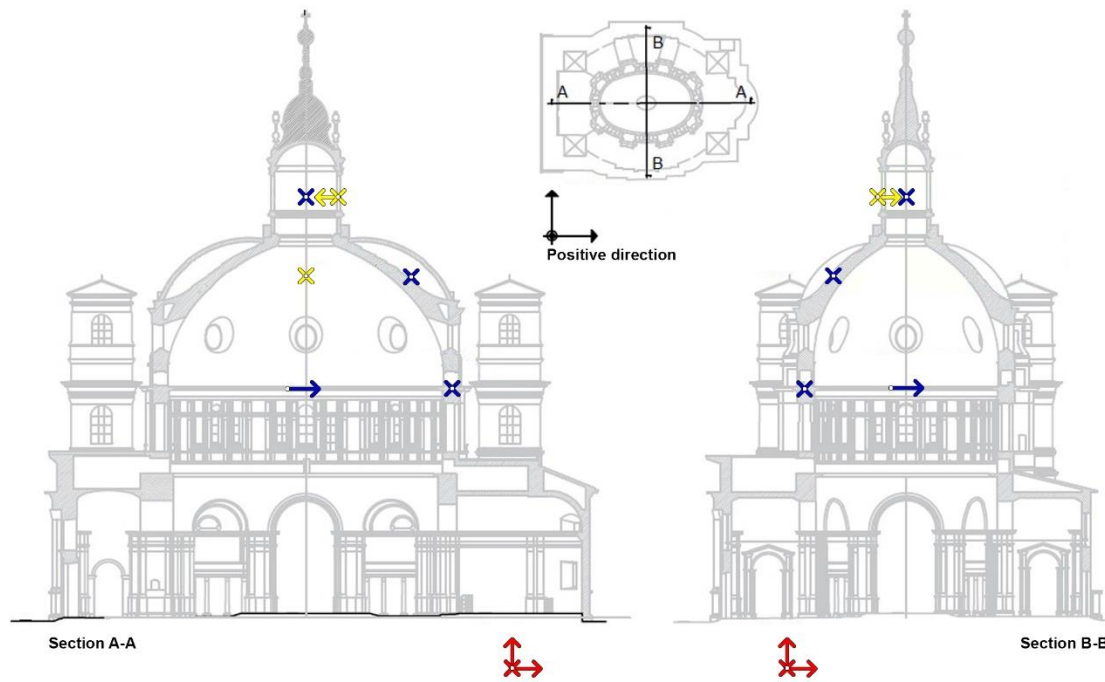 B
A A
B
Positive direction
Section A-A
Section B-B